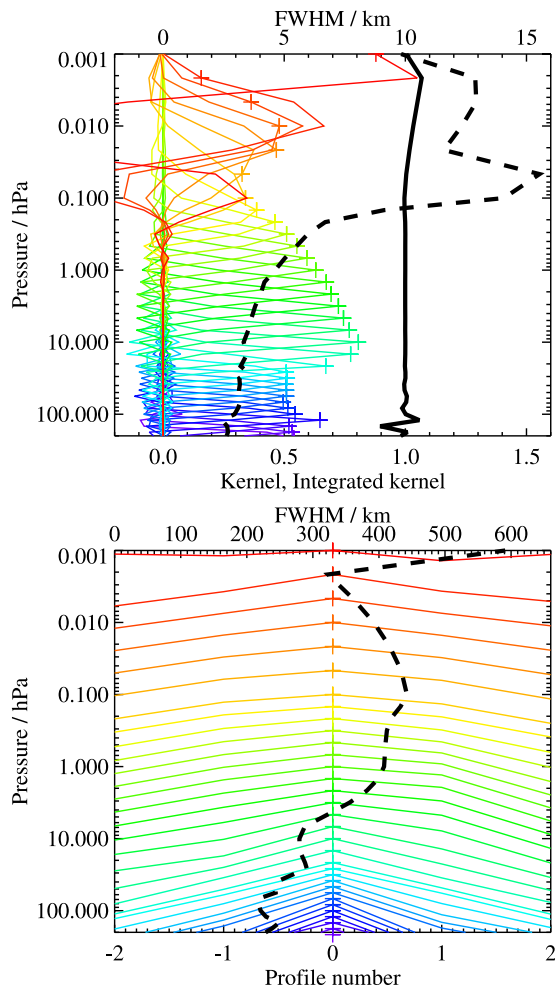 FWHM / km
0 5 10 15
0.001
0.010
0.100
1.000
10.000
100.000
Pressure / hPa
0.0 0.5 1.0 1.5
Kernel, Integrated kernel
FWHM / km
0 100 200 300 400 500 600
0.001
0.010
0.100
1.000
10.000
100.000
Pressure / hPa
-2 -1 0 1 2
Profile number